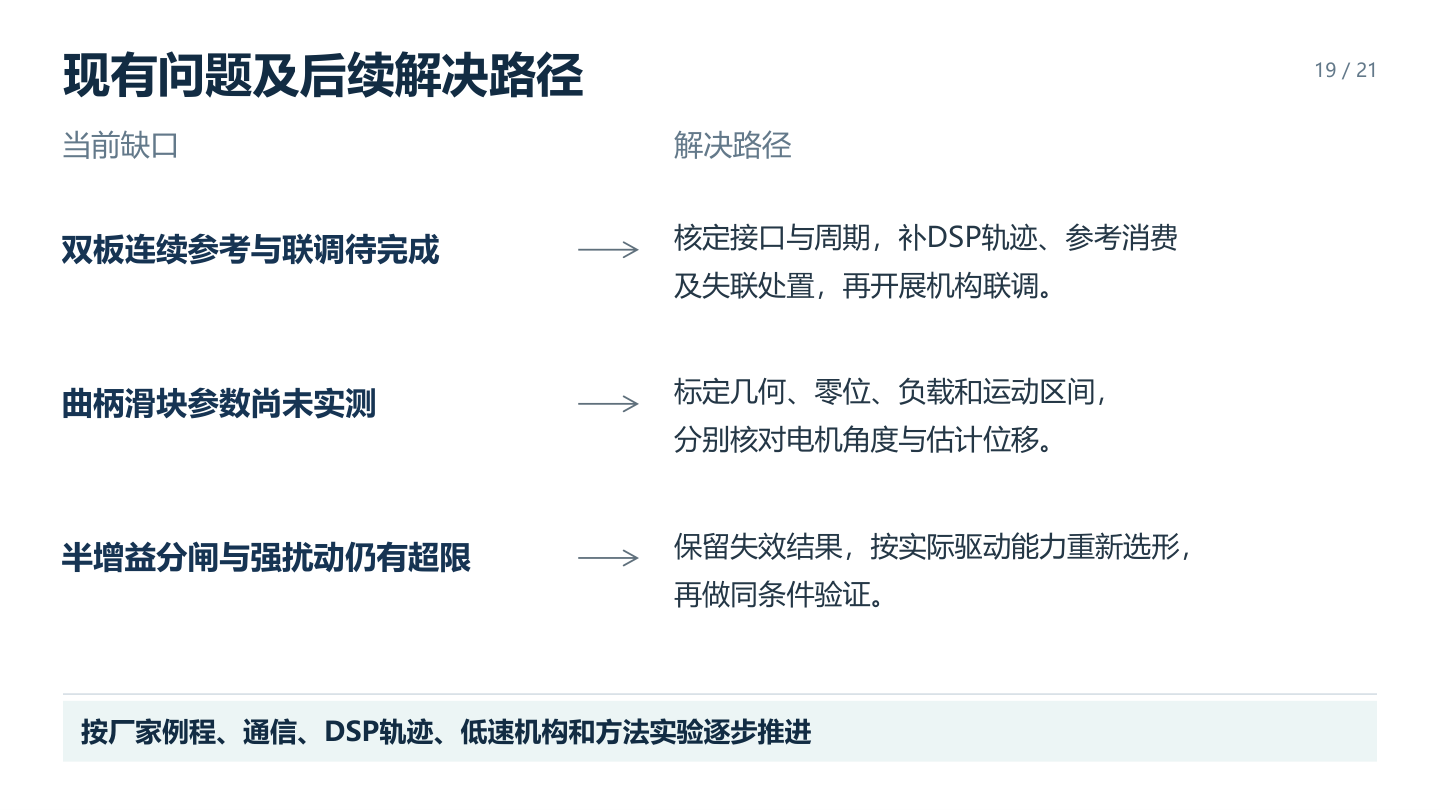 现有问题及后续解决路径
19 / 21
当前缺口
解决路径
双板连续参考与联调待完成
核定接口与周期，补DSP轨迹、参考消费
及失联处置，再开展机构联调。
曲柄滑块参数尚未实测
标定几何、零位、负载和运动区间，
分别核对电机角度与估计位移。
半增益分闸与强扰动仍有超限
保留失效结果，按实际驱动能力重新选形，
再做同条件验证。
按厂家例程、通信、DSP轨迹、低速机构和方法实验逐步推进